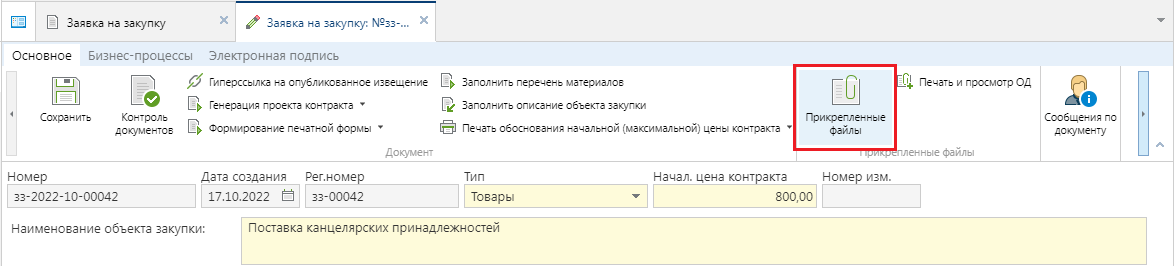 Заявка на закупку
Заявка на закупку: №зз-...
Основное Бизнес-процессы Электронная подпись
Сохранить
Контроль
документов
Гиперссылка на опубликованное извещение
Генерация проекта контракта
Формирование печатной формы
Заполнить перечень материалов
Заполнить описание объекта закупки
Печать обоснования начальной (максимальной) цены контракта
Документ
Прикрепленные
файлы
Печать и просмотр ОД
Прикрепленные файлы
Сообщения по
документу
Номер Дата создания Рег.номер Тип Начал. цена контракта Номер изм.
зз-2022-10-00042 17.10.2022 зз-00042 Товары 800,00
Наименование объекта закупки: Поставка канцелярских принадлежностей